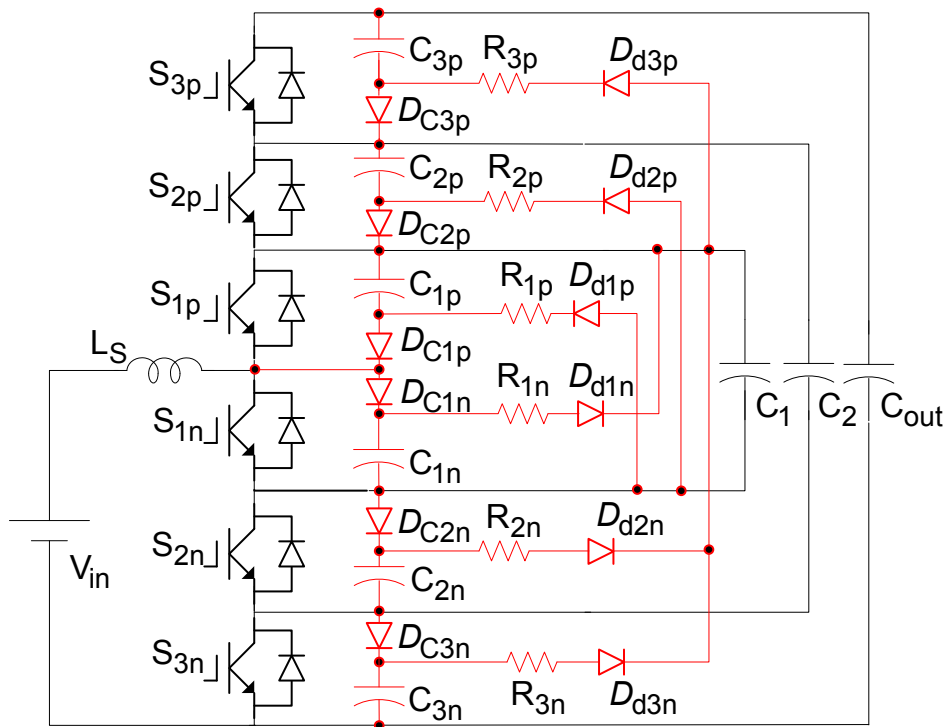 C3p
R3p
Dd3p
S3p
DC3p
C2p
R2p
Dd2p
S2p
DC2p
C1p
R1p
Dd1p
S1p
DC1p
LS
DC1n
R1n
Dd1n
S1n
C1
C2
Cout
C1n
DC2n
R2n
Dd2n
S2n
Vin
C2n
DC3n
S3n
R3n
Dd3n
C3n